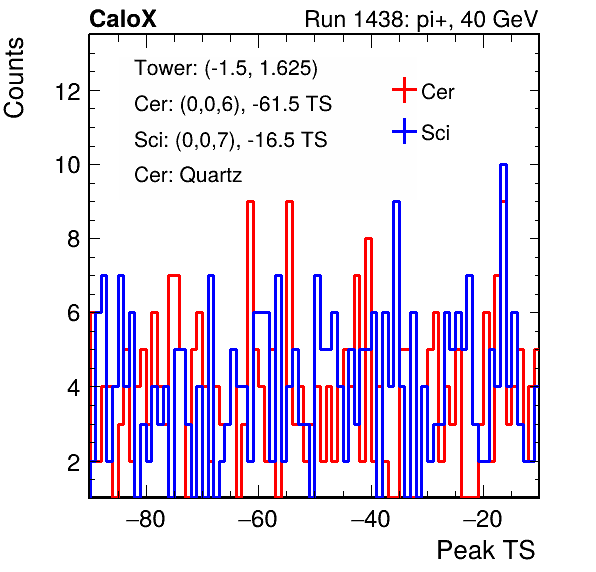 CaloX Run 1438: pi+, 40 GeV
Counts
Tower: (-1.5, 1.625)
Cer: (0,0,6), -61.5 TS
Sci: (0,0,7), -16.5 TS
Cer: Quartz
Cer
Sci
12
10
8
6
4
2
−80 −60 −40 −20
Peak TS